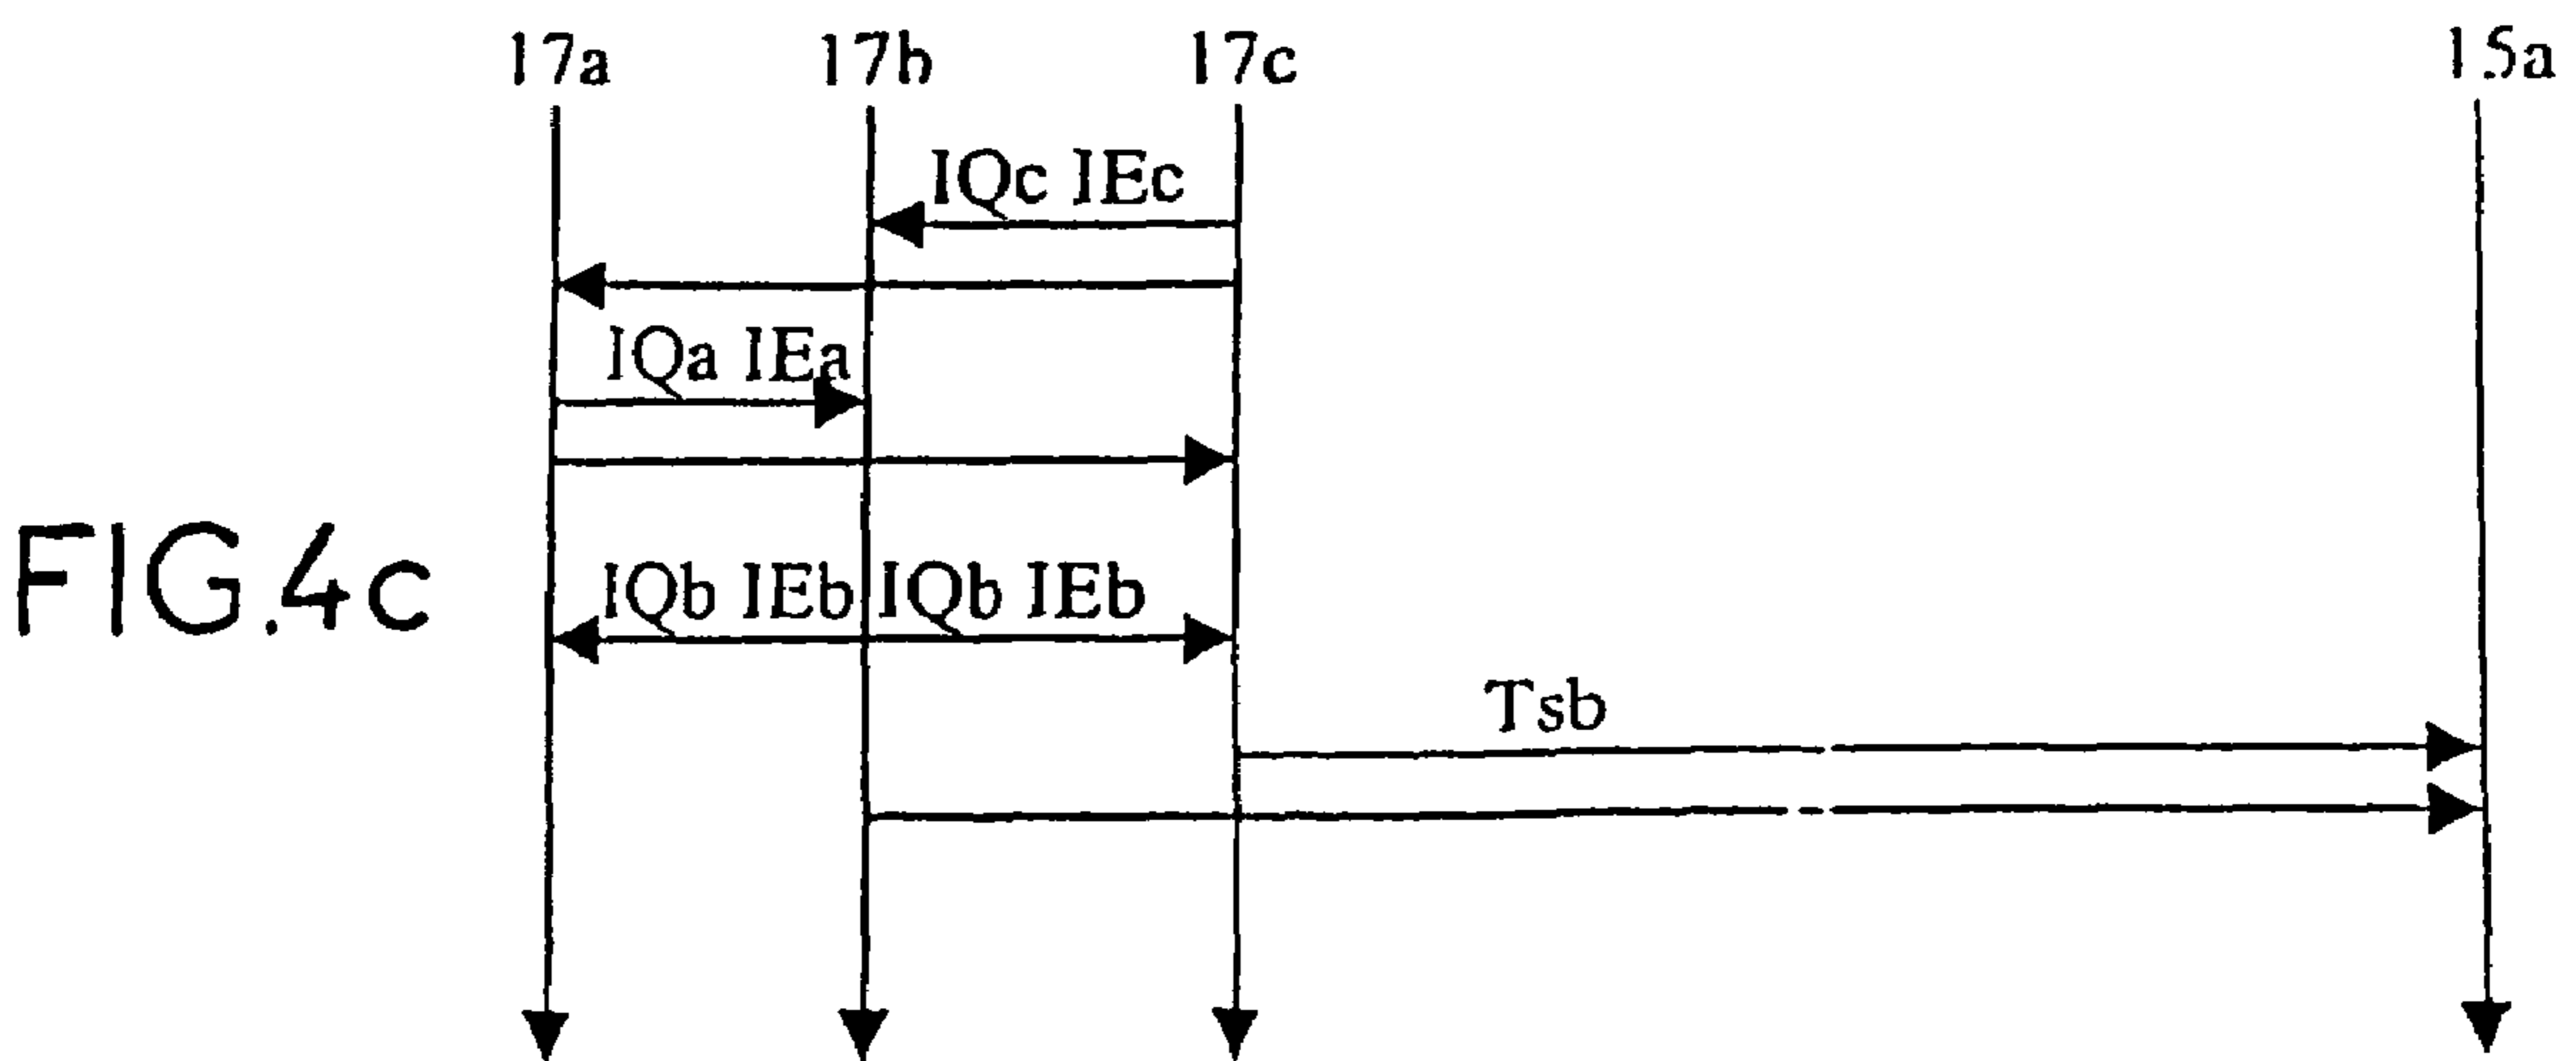 17a 17b 17c 15a
IQc IEc
IQa IEa
FIG.4c
IQb IEb IQb IEb
Tsb